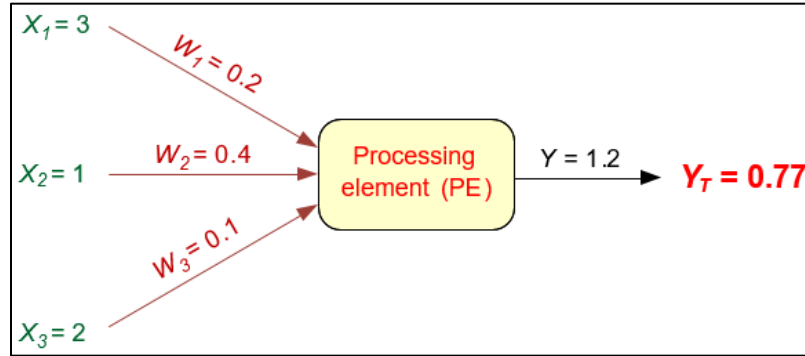 X₁ = 3
W₁ = 0.2
X₂ = 1
W₂ = 0.4
Processing
element (PE)
Y = 1.2
Y_T = 0.77
W₃ = 0.1
X₃ = 2